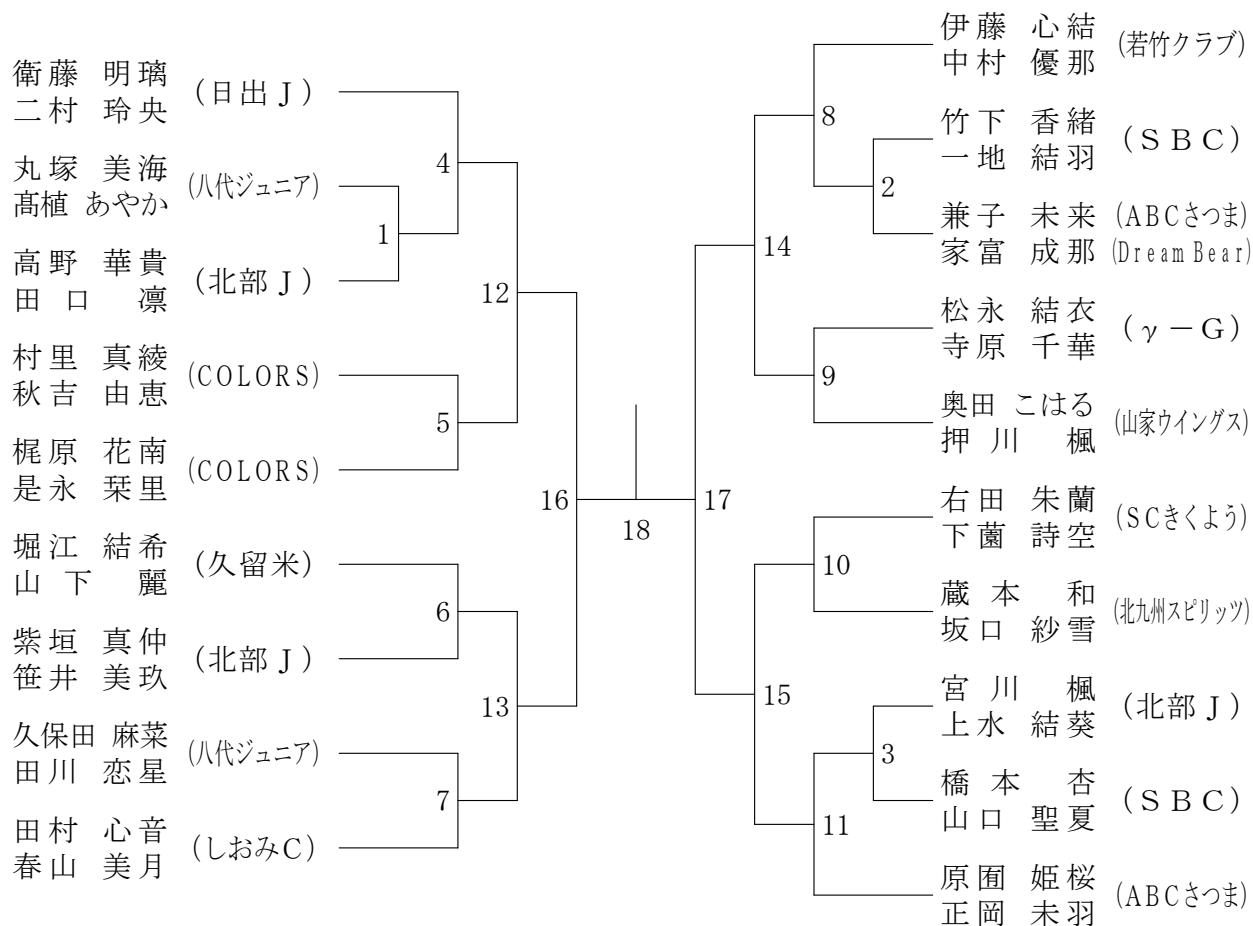 衛藤 明璃
二村 玲央
(日出Ｊ)
丸塚 美海
髙植 あやか
(八代ジュニア)
高野 華貴
田口 凛
(北部Ｊ)
村里 真綾
秋吉 由恵
(COLORS)
梶原 花南
是永 栞里
(COLORS)
堀江 結希
山下 麗
(久留米)
紫垣 真仲
笹井 美玖
(北部Ｊ)
久保田 麻菜
田川 恋星
(八代ジュニア)
田村 心音
春山 美月
(しおみＣ)
1
4
5
6
7
12
13
16
18
17
14
15
8
2
9
10
3
11
伊藤 心結
中村 優那
(若竹クラブ)
竹下 香緒
一地 結羽
(ＳＢＣ)
兼子 未来 (ABCさつま)
家富 成那 (Dream Bear)
松永 結衣
寺原 千華
(γ－Ｇ)
奥田 こはる
押川 楓
(山家ウイングス)
右田 朱蘭
下薗 詩空
(SCきくよう)
蔵本 和
坂口 紗雪
(北九州スピリッツ)
宮川 楓
上水 結葵
(北部Ｊ)
橋本 杏
山口 聖夏
(ＳＢＣ)
原囿 姫桜
正岡 未羽
(ABCさつま)